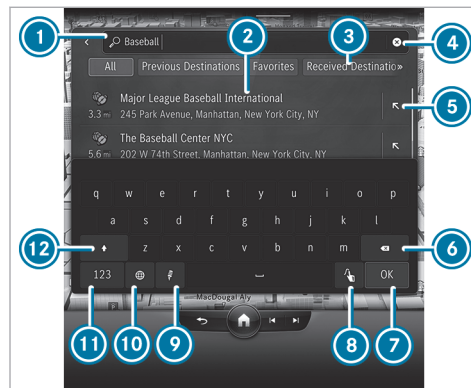 1
2
3
4
Baseball
All Previous Destinations Favorites Received Destinatio»
Major League Baseball International
3.3 mi 245 Park Avenue, Manhattan, New York City, NY
5
The Baseball Center NYC
5.6 mi 202 W 74th Street, Manhattan, New York City, NY
q w e r t y u i o p
a s d f g h j k l
12
z x c v b n m
6
123
OK
MacDougal Aly
11
10
9
8
7